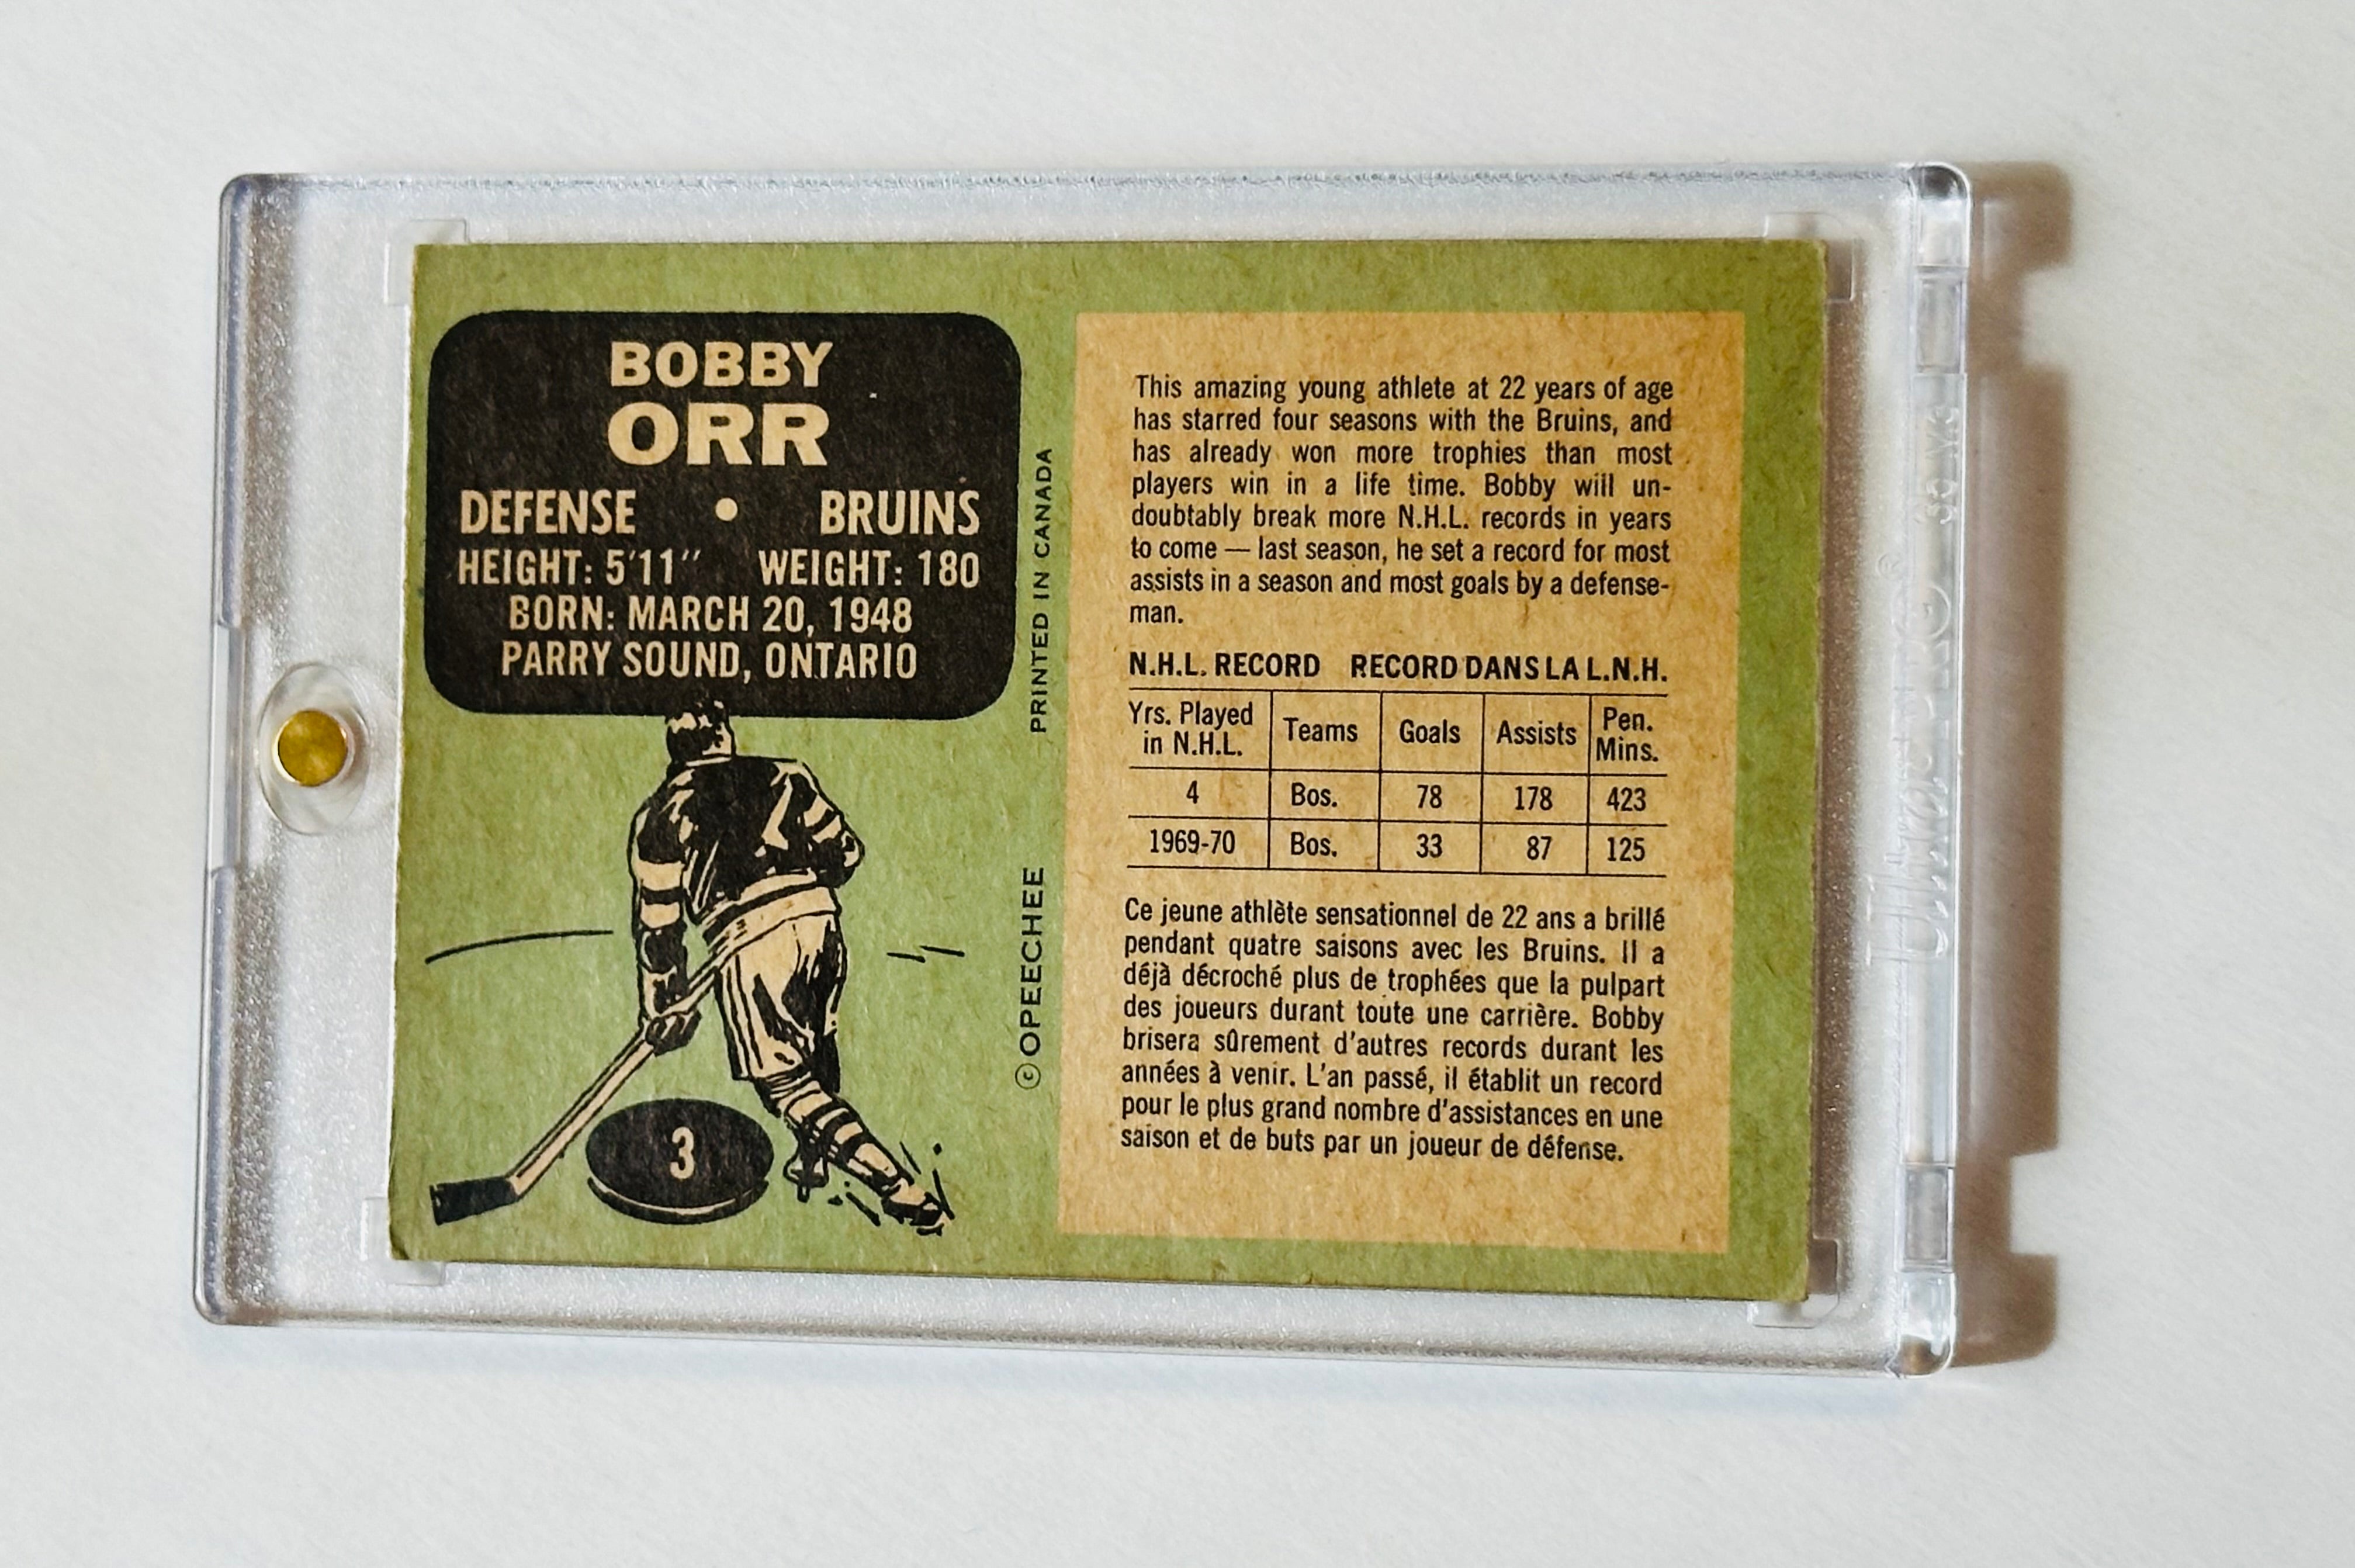 BOBBY
ORR
DEFENSE • BRUINS
HEIGHT: 5'11" WEIGHT: 180
BORN: MARCH 20, 1948
PARRY SOUND, ONTARIO
3
© OPEECHEE PRINTED IN CANADA
This amazing young athlete at 22 years of age
has starred four seasons with the Bruins, and
has already won more trophies than most
players win in a life time. Bobby will un-
doubtably break more N.H.L. records in years
to come — last season, he set a record for most
assists in a season and most goals by a defense-
man.
N.H.L. RECORD RECORD DANS LA L.N.H.
Yrs. Played in N.H.L. Teams Goals Assists Pen. Mins.
4 Bos. 78 178 423
1969-70 Bos. 33 87 125
Ce jeune athlète sensationnel de 22 ans a brillé
pendant quatre saisons avec les Bruins. Il a
déjà décroché plus de trophées que la pulpart
des joueurs durant toute une carrière. Bobby
brisera sûrement d'autres records durant les
années à venir. L'an passé, il établit un record
pour le plus grand nombre d'assistances en une
saison et de buts par un joueur de défense.
Ultra PRO®